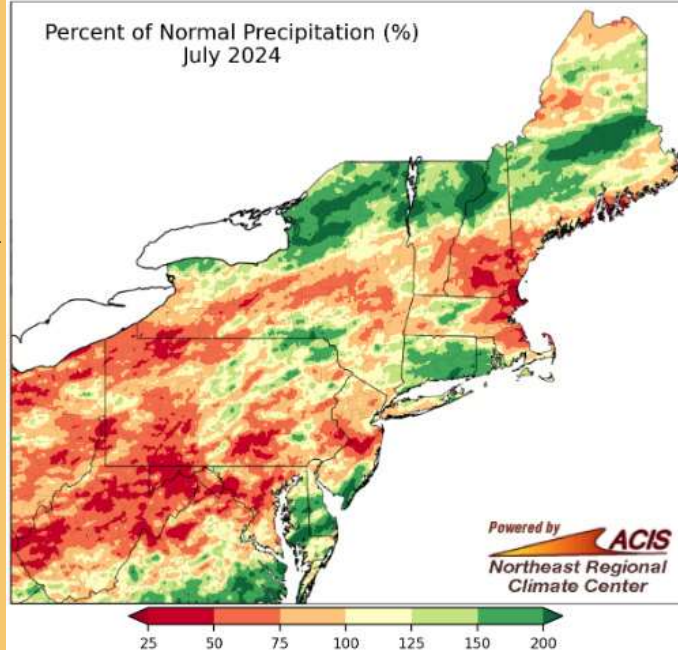 Percent of Normal Precipitation (%)
July 2024
Powered by
ACIS
Northeast Regional
Climate Center
25 50 75 100 125 150 200